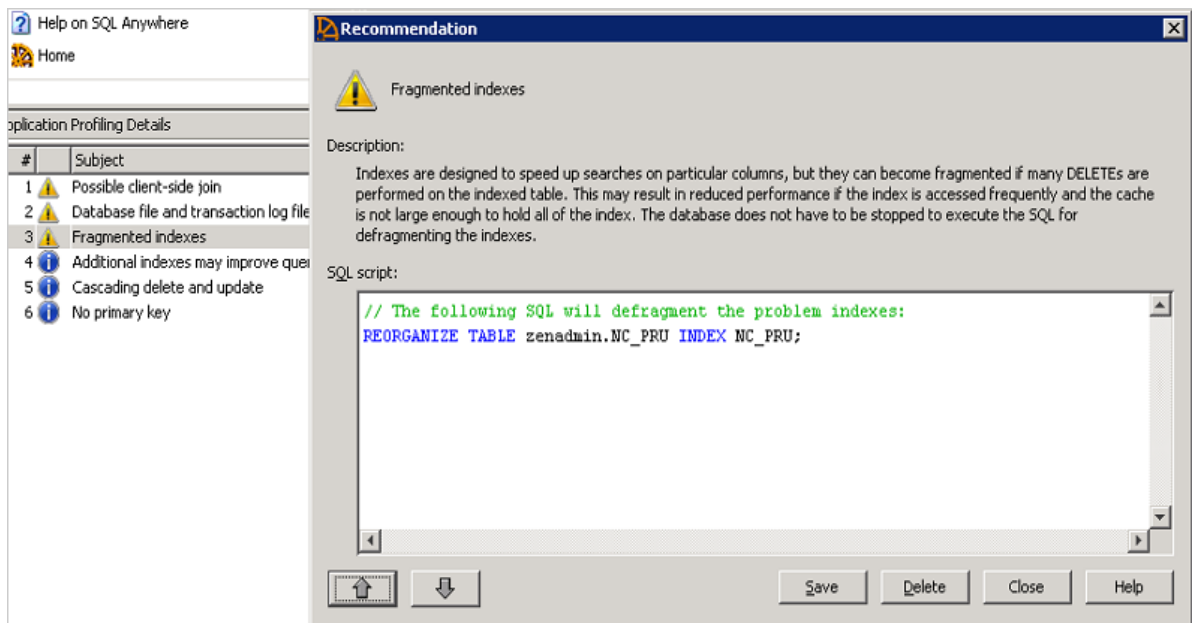 Help on SQL Anywhere
Home
pplication Profiling Details
# Subject
1 Possible client-side join
2 Database file and transaction log file
3 Fragmented indexes
4 Additional indexes may improve quer
5 Cascading delete and update
6 No primary key
Recommendation
Fragmented indexes
Description:
Indexes are designed to speed up searches on particular columns, but they can become fragmented if many DELETEs are
performed on the indexed table. This may result in reduced performance if the index is accessed frequently and the cache
is not large enough to hold all of the index. The database does not have to be stopped to execute the SQL for
defragmenting the indexes.
SQL script:
// The following SQL will defragment the problem indexes:
REORGANIZE TABLE zenadmin.NC_PRU INDEX NC_PRU;
Save Delete Close Help